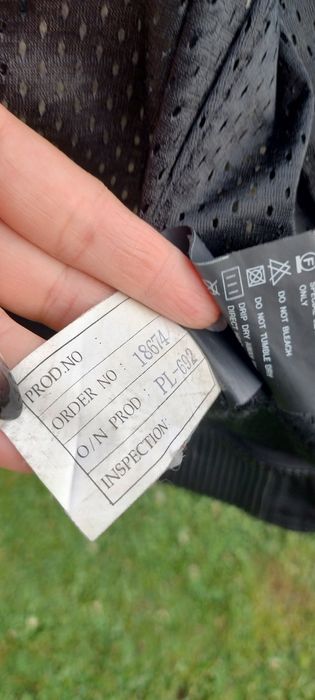 PROD.NO :
ORDER NO : 18674
O/N PROD : PL-692
INSPECTION:
F
ONLY
DO NOT BLEACH
DO NOT TUMBLE DRY
DRIP DRY
DIRECT